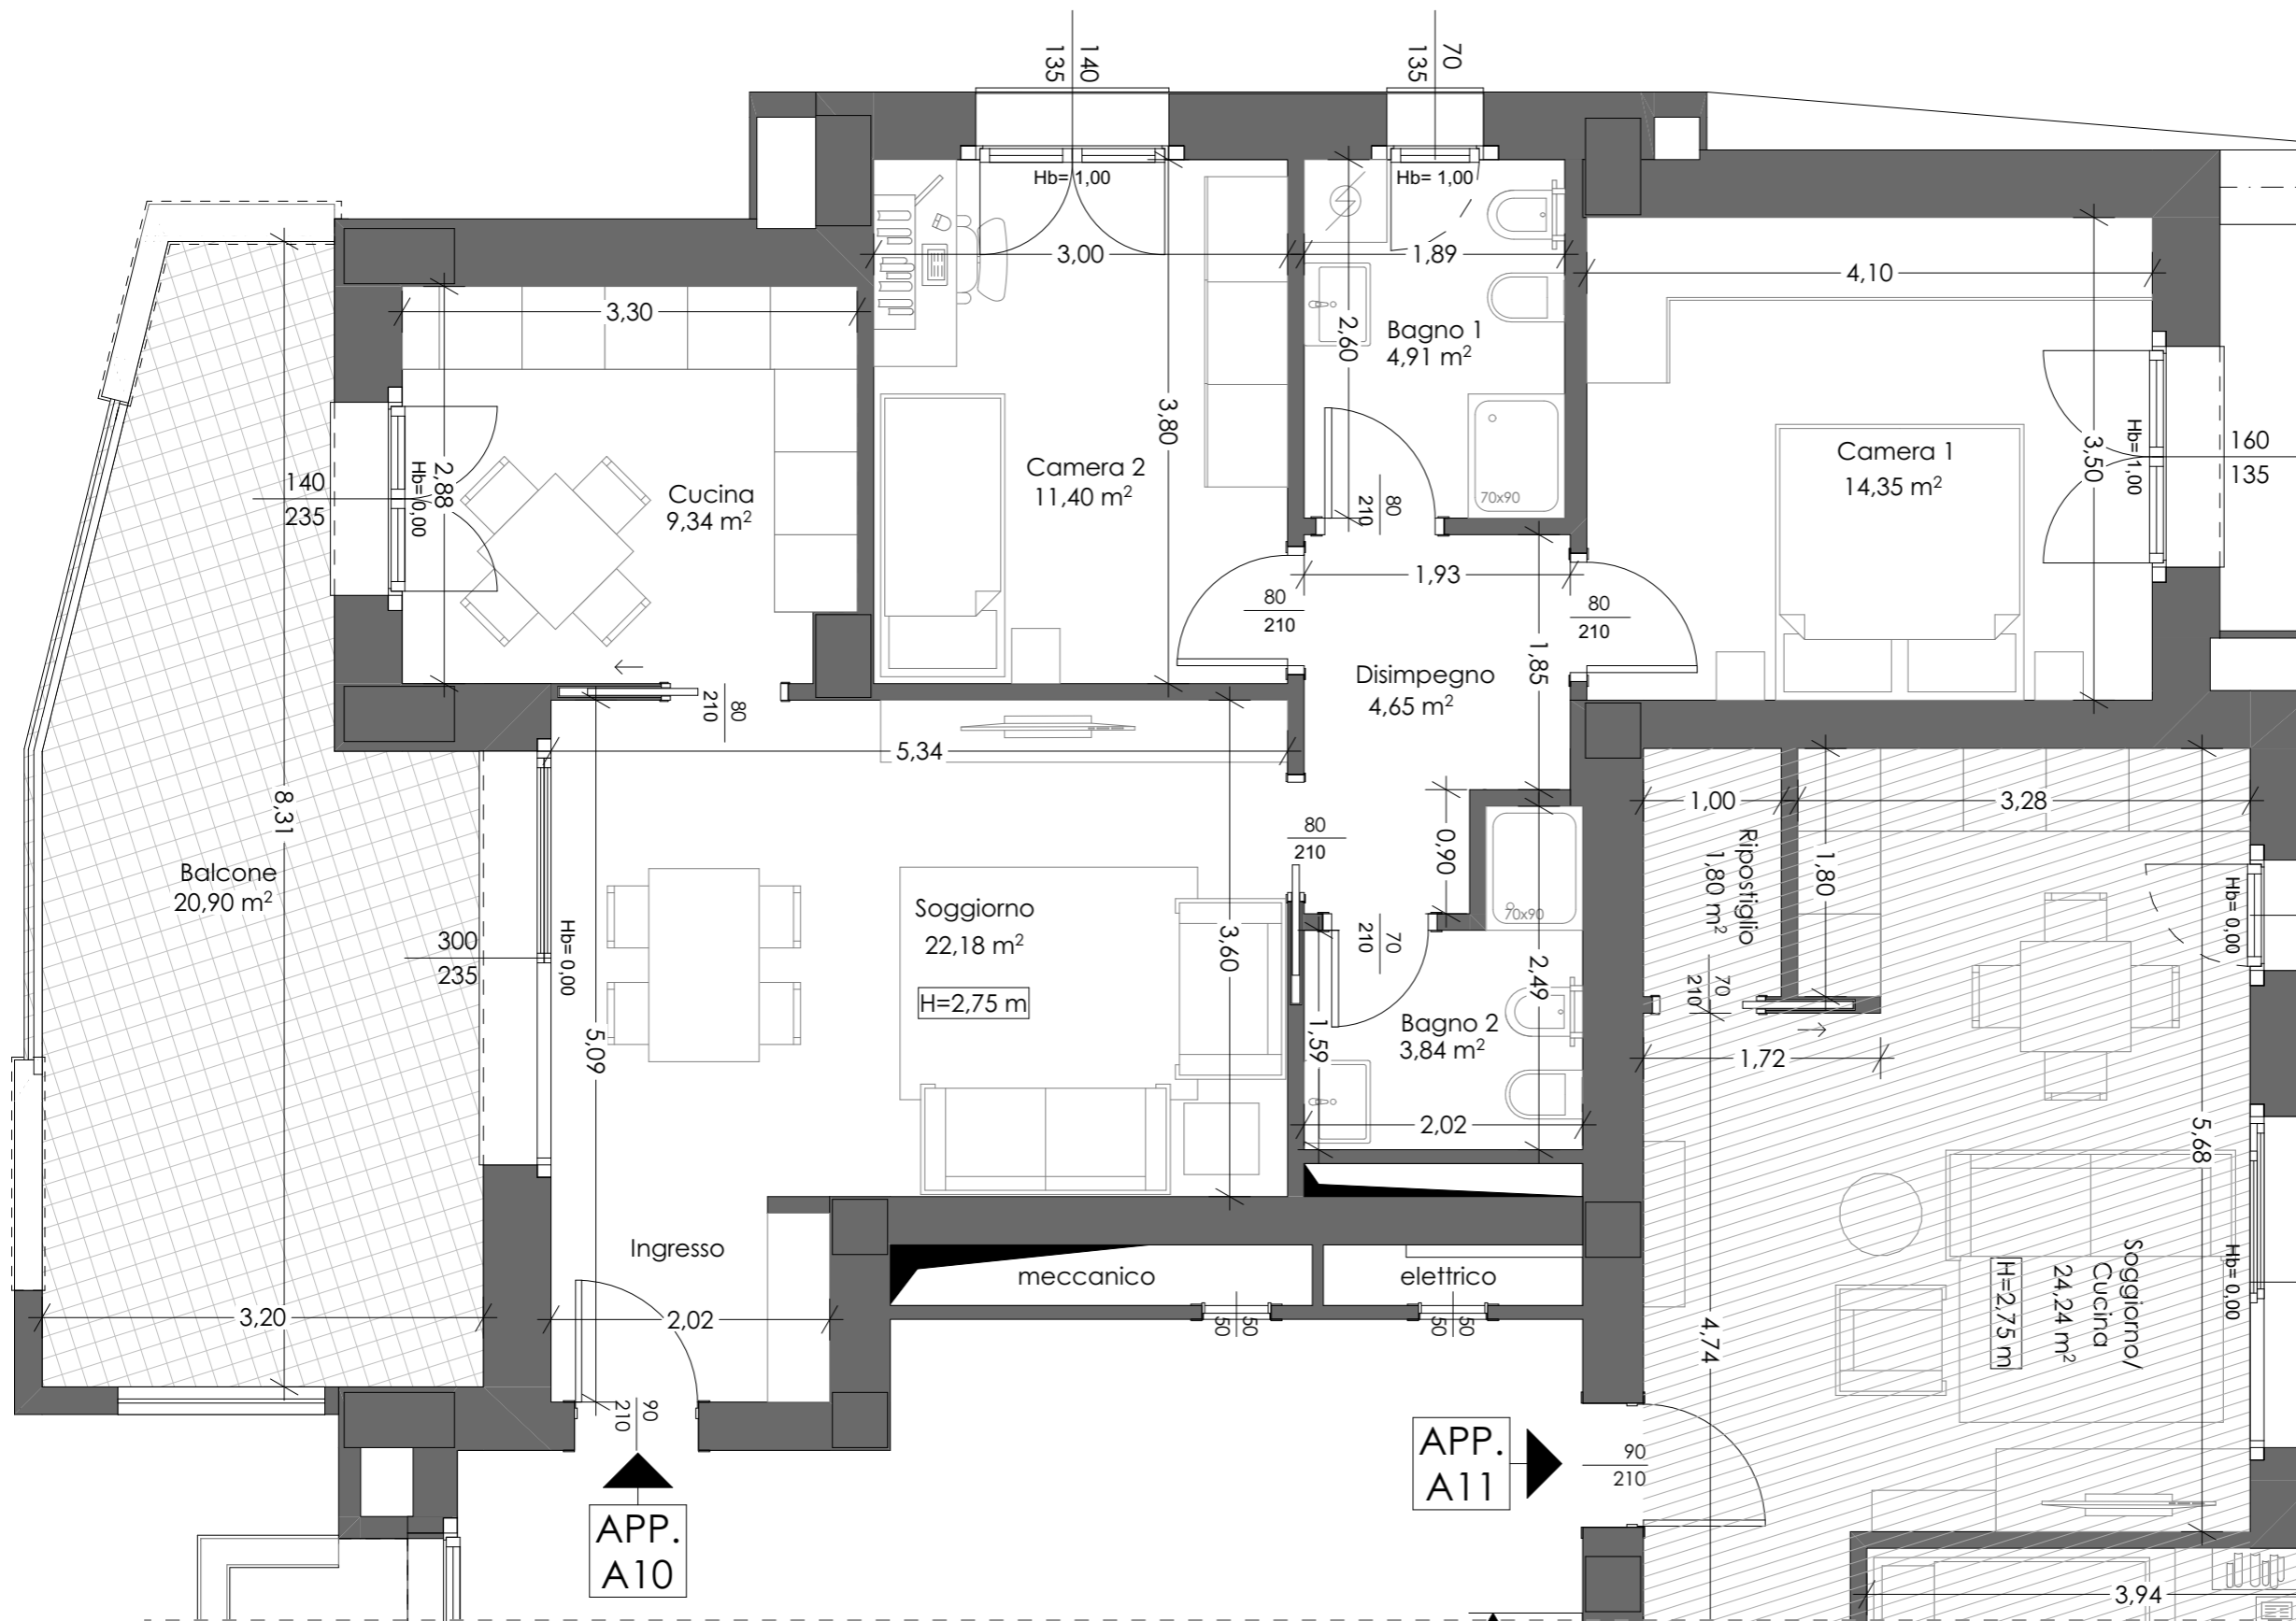 140
135
70
135
Hb= 1,00
Hb= 1,00
3,00
1,89
4,10
3,30
2,60
Bagno 1
4,91 m²
3,80
2,88
Hb= 0,00
140
235
Cucina
9,34 m²
Camera 2
11,40 m²
70x90
80
210
Camera 1
14,35 m²
3,50
Hb= 1,00
160
135
1,93
80
210
80
210
1,85
Disimpegno
4,65 m²
80
210
5,34
8,31
Balcone
20,90 m²
300
235
Hb= 0,00
5,09
Soggiorno
22,18 m²
H=2,75 m
3,60
80
210
0,90
70x90
70
210
2,49
1,59
Bagno 2
3,84 m²
2,02
1,00
3,28
Ripostiglio
1,80 m²
1,80
70
210
1,72
Hb= 0,00
5,68
Soggiorno/
Cucina
24,24 m²
H=2,75 m
Hb= 0,00
4,74
Ingresso
meccanico
elettrico
50
50
50
50
3,20
2,02
90
210
APP.
A10
APP.
A11
90
210
3,94